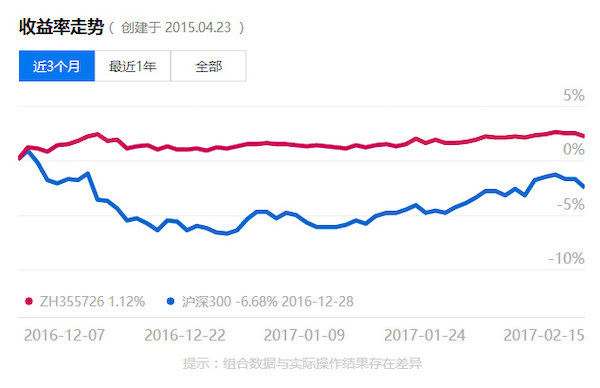 收益率走势（ 创建于 2015.04.23 ）
近3个月 最近1年 全部
5%
0%
-5%
-10%
ZH355726 1.12% 沪深300 -6.68% 2016-12-28
2016-12-07 2016-12-22 2017-01-09 2017-01-24 2017-02-15
提示：组合数据与实际操作结果存在差异